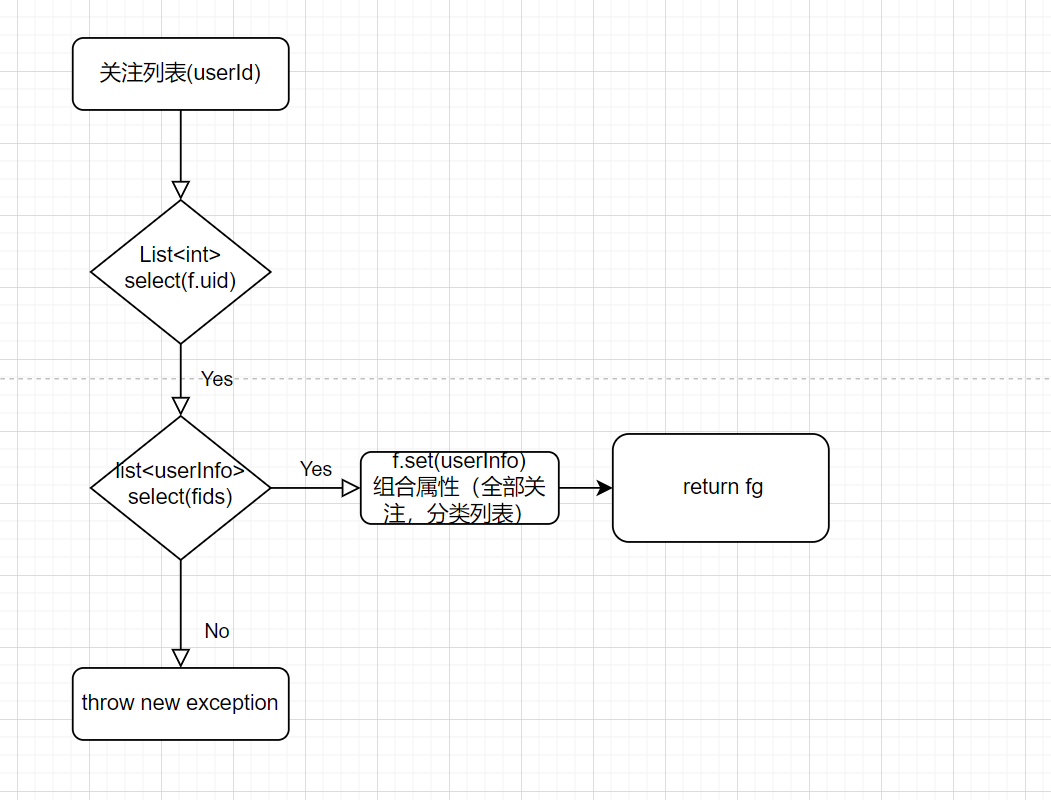 关注列表(userId)
List<int>
select(f.uid)
Yes
list<userInfo>
select(fids)
Yes
f.set(userInfo)
组合属性（全部关
注，分类列表）
return fg
No
throw new exception